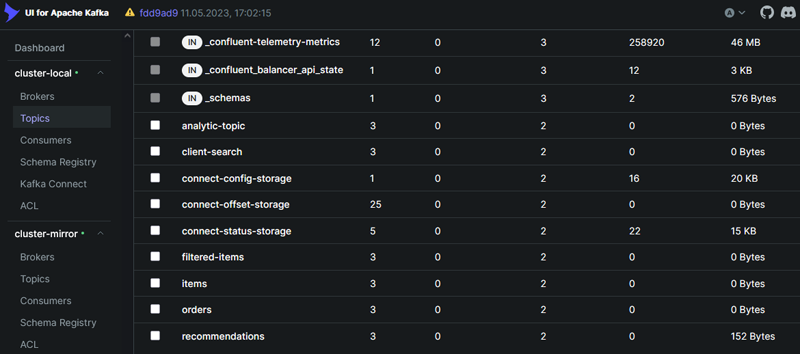 UI for Apache Kafka fdd9ad9 11.05.2023, 17:02:15 A
Dashboard
cluster-local
Brokers
Topics
Consumers
Schema Registry
Kafka Connect
ACL
cluster-mirror
Brokers
Topics
Consumers
Schema Registry
ACL
IN _confluent-telemetry-metrics 12 0 3 258920 46 MB
IN _confluent_balancer_api_state 1 0 3 12 3 KB
IN _schemas 1 0 3 2 576 Bytes
analytic-topic 3 0 2 0 0 Bytes
client-search 3 0 2 0 0 Bytes
connect-config-storage 1 0 2 16 20 KB
connect-offset-storage 25 0 2 0 0 Bytes
connect-status-storage 5 0 2 22 15 KB
filtered-items 3 0 2 0 0 Bytes
items 3 0 2 0 0 Bytes
orders 3 0 2 0 0 Bytes
recommendations 3 0 2 0 152 Bytes